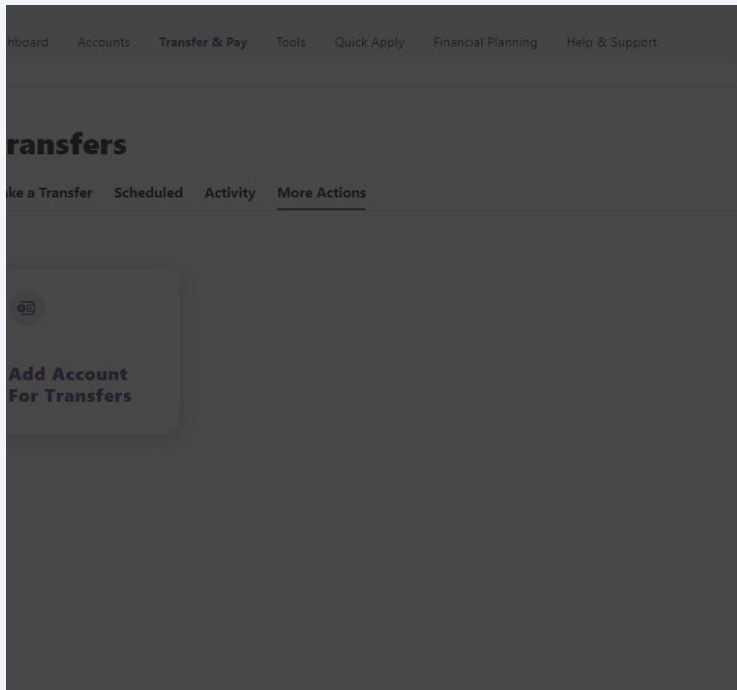 hboard Accounts Transfer & Pay Tools Quick Apply Financial Planning Help & Support
ransfers
ke a Transfer Scheduled Activity More Actions
Add Account
For Transfers